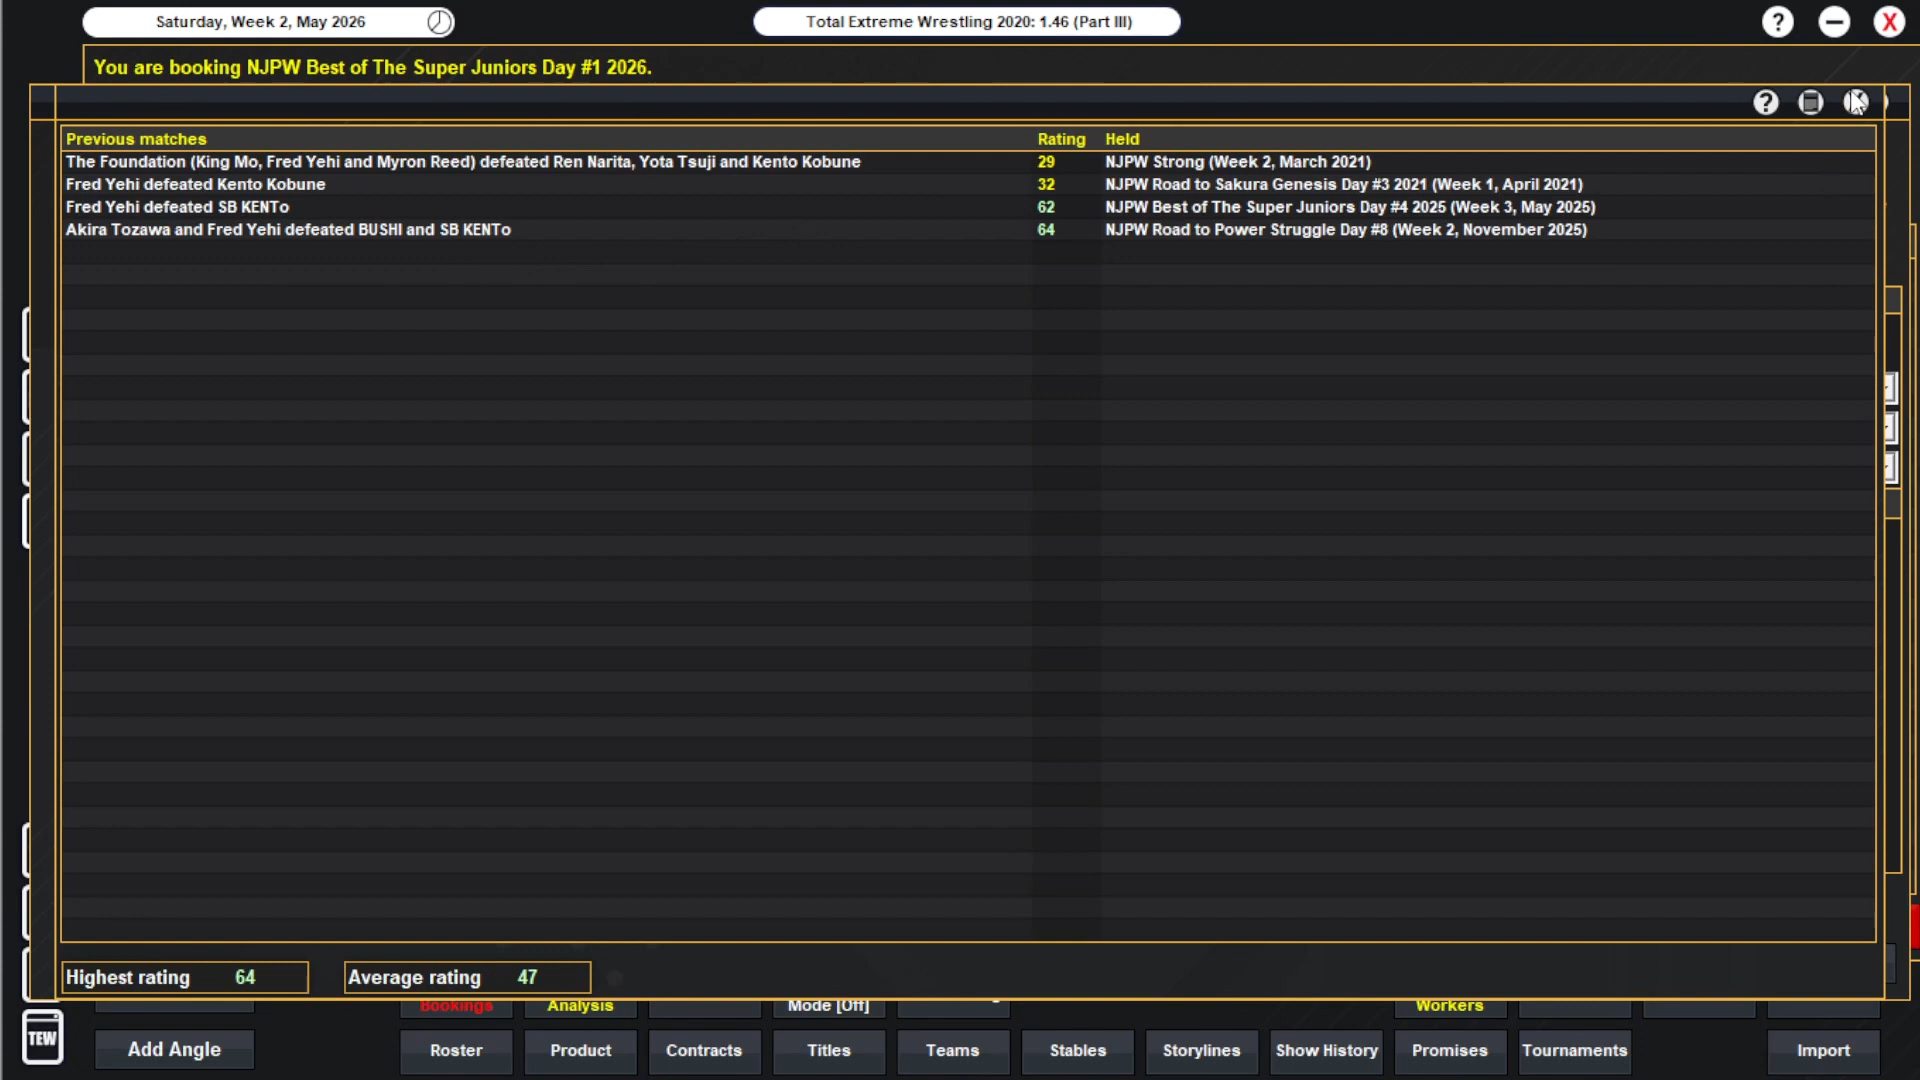 Saturday, Week 2, May 2026
Total Extreme Wrestling 2020: 1.46 (Part III)
? X
You are booking NJPW Best of The Super Juniors Day #1 2026.
?
Previous matches Rating Held
The Foundation (King Mo, Fred Yehi and Myron Reed) defeated Ren Narita, Yota Tsuji and Kento Kobune 29 NJPW Strong (Week 2, March 2021)
Fred Yehi defeated Kento Kobune 32 NJPW Road to Sakura Genesis Day #3 2021 (Week 1, April 2021)
Fred Yehi defeated SB KENTo 62 NJPW Best of The Super Juniors Day #4 2025 (Week 3, May 2025)
Akira Tozawa and Fred Yehi defeated BUSHI and SB KENTo 64 NJPW Road to Power Struggle Day #8 (Week 2, November 2025)
Highest rating 64 Average rating 47
Bookings Analysis Mode [Off] Workers
TEW Add Angle Roster Product Contracts Titles Teams Stables Storylines Show History Promises Tournaments Import